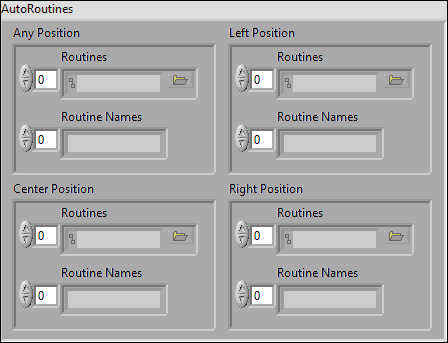 AutoRoutines
Any Position
Routines
0
Routine Names
0
Left Position
Routines
0
Routine Names
0
Center Position
Routines
0
Routine Names
0
Right Position
Routines
0
Routine Names
0